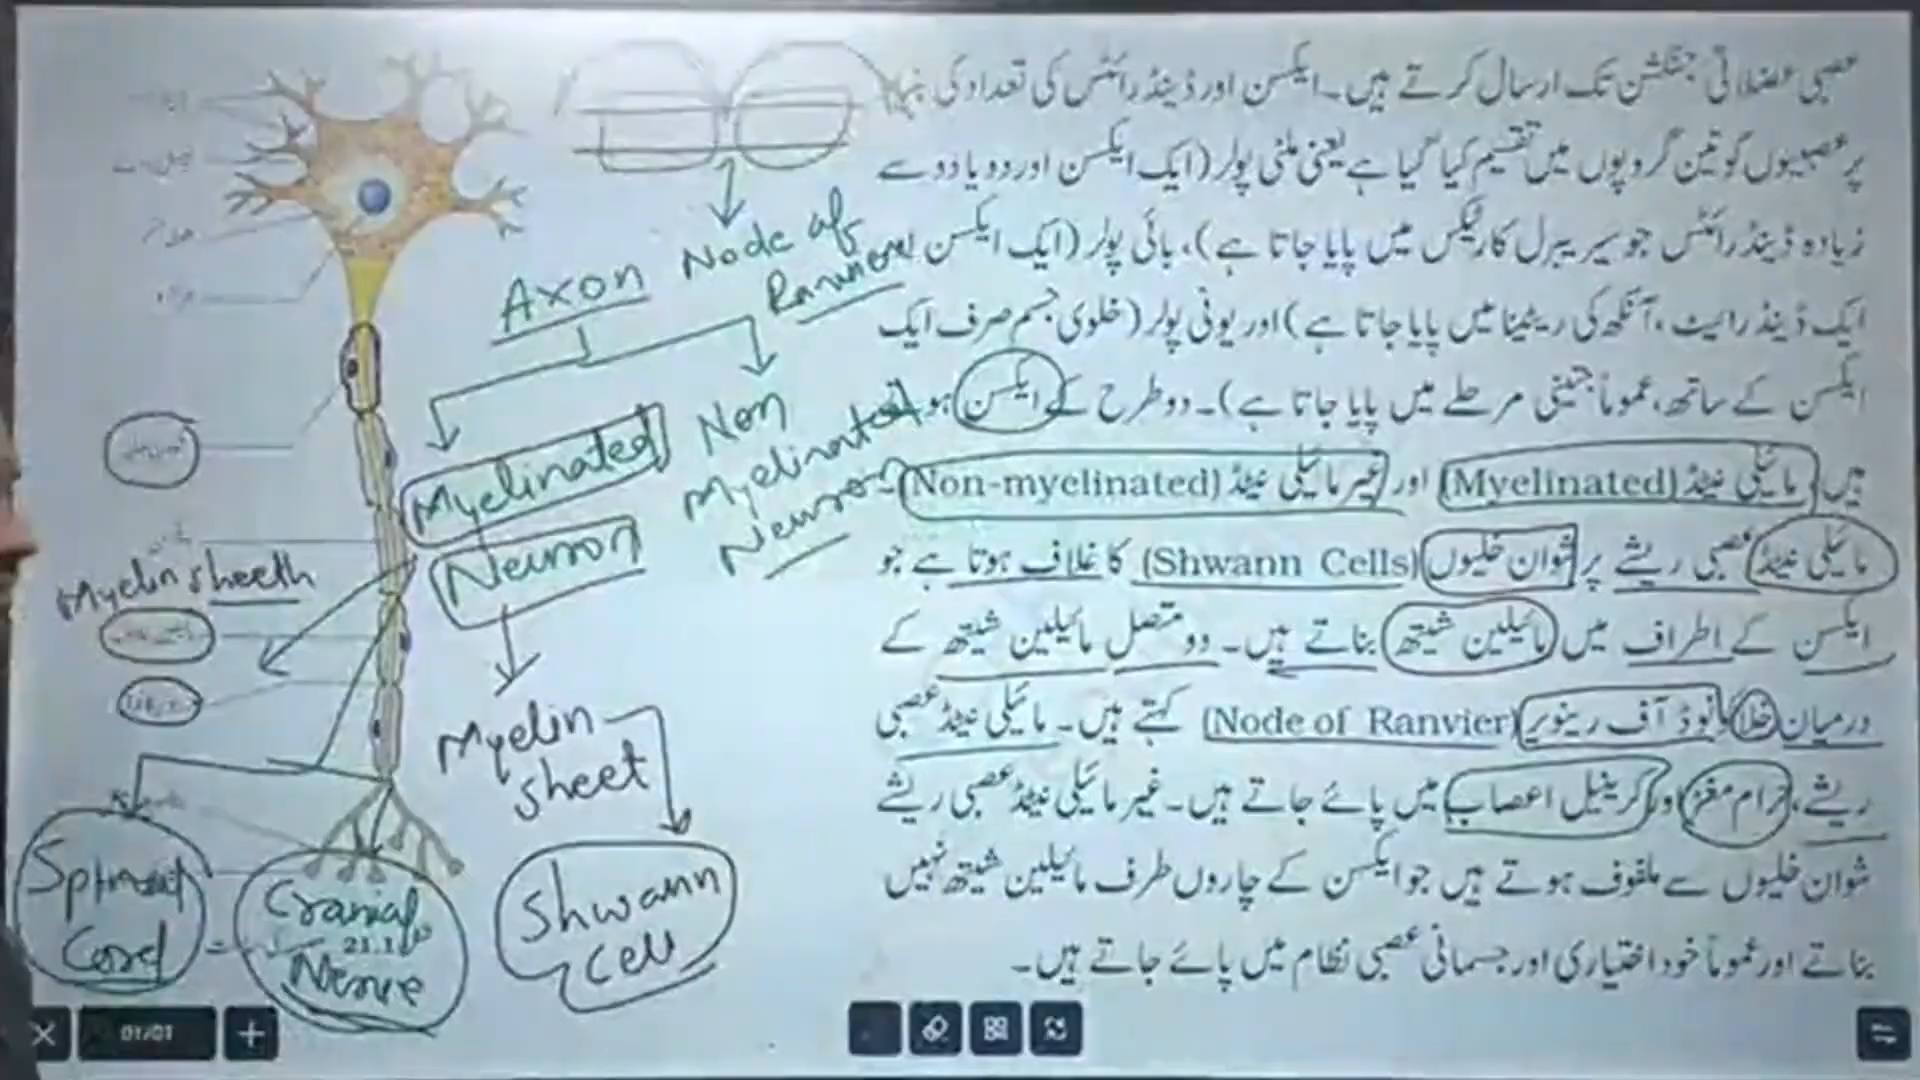 عصبی عضلاتی جنکشن تک ارسال کرتے ہیں۔ ایکسن اور ڈینڈرائٹس کی تعداد کی
پر عصبیوں کو تین گروپوں میں تقسیم کیا گیا ہے یعنی ملٹی پولر (ایک ایکسن اور دو یا دو سے
زیادہ ڈینڈرائٹس جو سیریبرل کارٹیکس میں پایا جاتا ہے)، بائی پولر (ایک ایکسن اور
ایک ڈینڈرائیٹ، آنکھ کی ریٹینا میں پایا جاتا ہے) اور یونی پولر (خلوی جسم صرف ایک
ایکسن کے ساتھ، عموماً جنینی مرحلے میں پایا جاتا ہے)۔ دو طرح کے ایکسن ہو
ہیں، مائیلی نیٹڈ (Myelinated) اور غیر مائیلی نیٹڈ (Non-myelinated)۔
مائیلی نیٹڈ عصبی ریشے پر شوان خلیوں (Shwann Cells) کا غلاف ہوتا ہے جو
ایکسن کے اطراف میں مائیلین شیتھ بناتے ہیں۔ دو متصل مائیلین شیتھ کے
درمیان خلا کو نوڈ آف رینویر (Node of Ranvier) کہتے ہیں۔ مائیلی نیٹڈ عصبی
ریشے، حرام مغز اور کرینیل اعصاب میں پائے جاتے ہیں۔ غیر مائیلی نیٹڈ عصبی ریشے
شوان خلیوں سے ملفوف ہوتے ہیں جو ایکسن کے چاروں طرف مائیلین شیتھ نہیں
بناتے اور عموماً خود اختیاری اور جسمانی عصبی نظام میں پائے جاتے ہیں۔
Node of
Ranvier
Axon
Myelinated
Neuron
Non
Myelinated
Neuron
Myelin sheeth
Myelin
sheet
Shwann
Cell
Cord
Cranial
Nerve
21.1
01/01